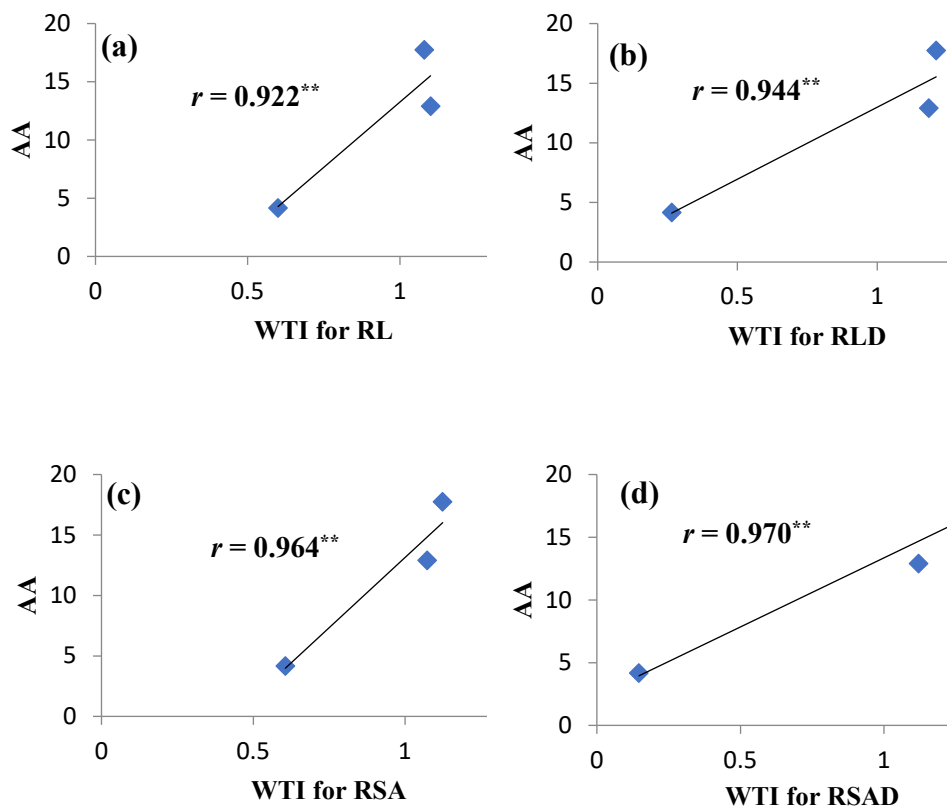 (a)
r = 0.922**
AA
20
15
10
5
0
0
0.5
1
WTI for RL
(b)
r = 0.944**
AA
20
15
10
5
0
0
0.5
1
WTI for RLD
(c)
r = 0.964**
AA
20
15
10
5
0
0
0.5
1
WTI for RSA
(d)
r = 0.970**
AA
20
15
10
5
0
0
0.5
1
WTI for RSAD